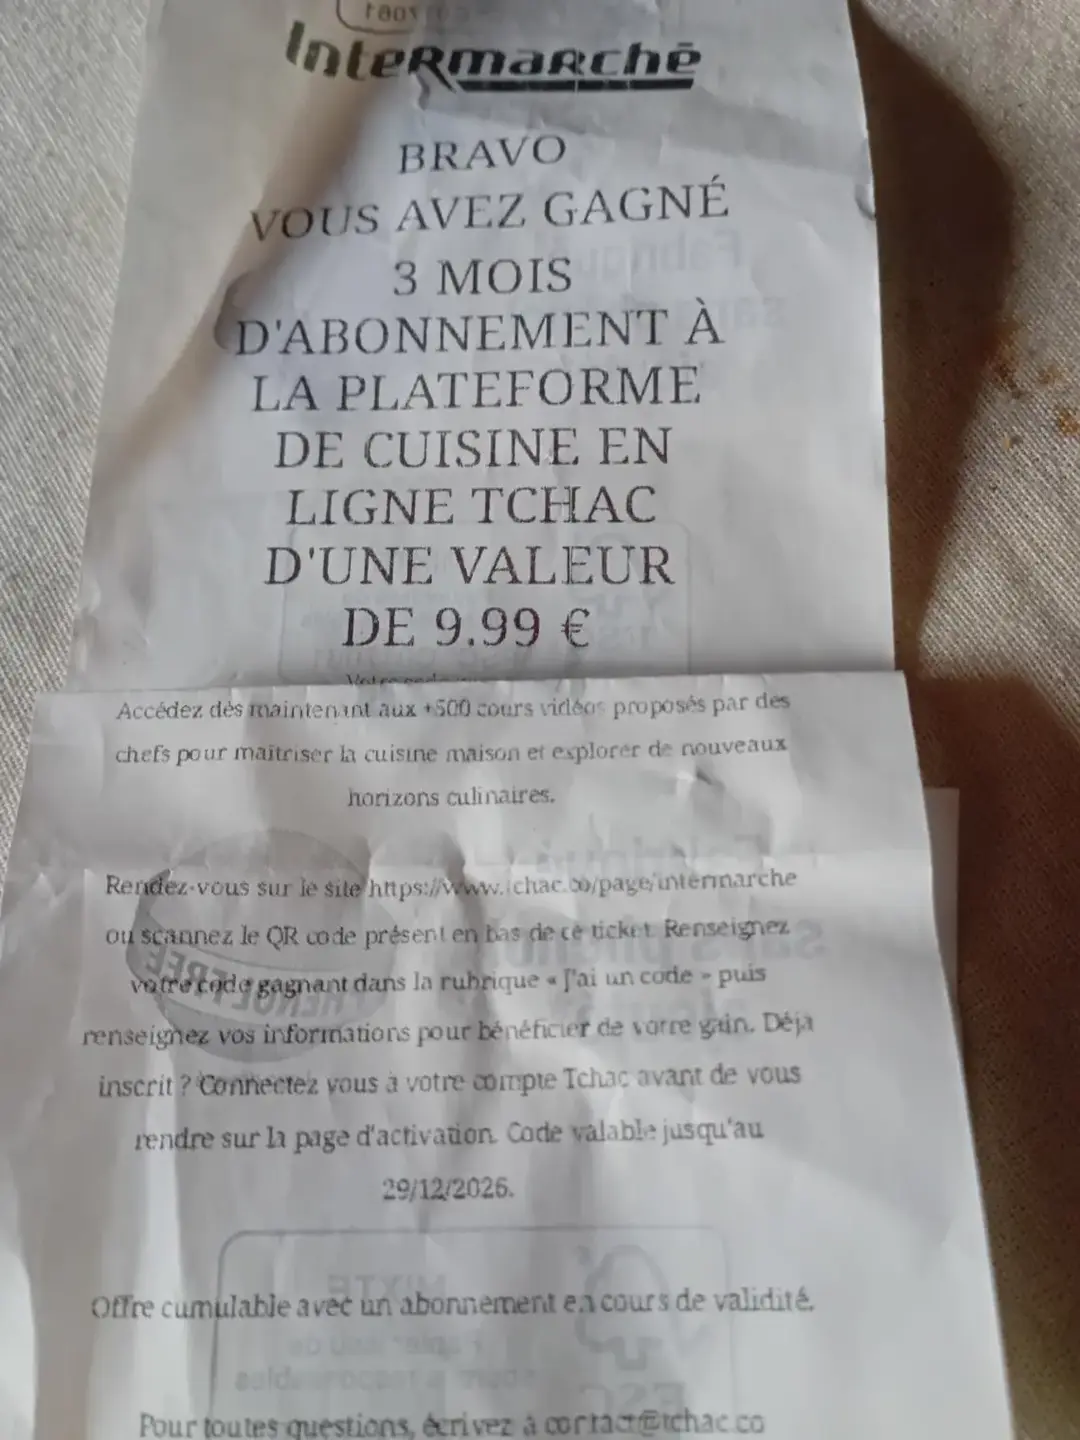 Intermarché
BRAVO
VOUS AVEZ GAGNÉ
3 MOIS
D'ABONNEMENT À
LA PLATEFORME
DE CUISINE EN
LIGNE TCHAC
D'UNE VALEUR
DE 9.99 €
Accédez dès maintenant aux +500 cours vidéos proposés par des
chefs pour maîtriser la cuisine maison et explorer de nouveaux
horizons culinaires.
Rendez-vous sur le site https://www.tchac.co/page/intermarche
ou scannez le QR code présent en bas de ce ticket. Renseignez
votre code gagnant dans la rubrique « J'ai un code » puis
renseignez vos informations pour bénéficier de votre gain. Déjà
inscrit ? Connectez vous à votre compte Tchac avant de vous
rendre sur la page d'activation. Code valable jusqu'au
29/12/2026.
Offre cumulable avec un abonnement en cours de validité.
Pour toutes questions, écrivez à contact@tchac.co